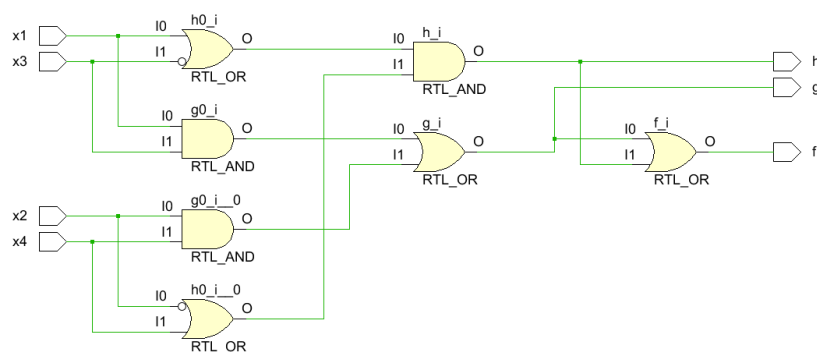 h0_i
x1
I0
O
x3
I1
RTL_OR
h_i
I0
O
I1
RTL_AND
h
g
g0_i
I0
O
I1
RTL_AND
g_i
I0
O
I1
RTL_OR
f_i
I0
O
I1
RTL_OR
f
g0_i__0
x2
I0
O
x4
I1
RTL_AND
h0_i__0
I0
O
I1
RTL_OR